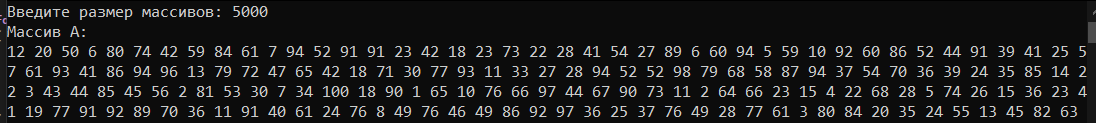 Введите размер массивов: 5000
Массив A:
12 20 50 6 80 74 42 59 84 61 7 94 52 91 91 23 42 18 23 73 22 28 41 54 27 89 6 60 94 5 59 10 92 60 86 52 44 91 39 41 25 5
7 61 93 41 86 94 96 13 79 72 47 65 42 18 71 30 77 93 11 33 27 28 94 52 52 98 79 68 58 87 94 37 54 70 36 39 24 35 85 14 2
2 3 43 44 85 45 56 2 81 53 30 7 34 100 18 90 1 65 10 76 66 97 44 67 90 73 11 2 64 66 23 15 4 22 68 28 5 74 26 15 36 23 4
1 19 77 91 92 89 70 36 11 91 40 61 24 76 8 49 76 46 49 86 92 97 36 25 37 76 49 28 77 61 3 80 84 20 35 24 55 13 45 82 63